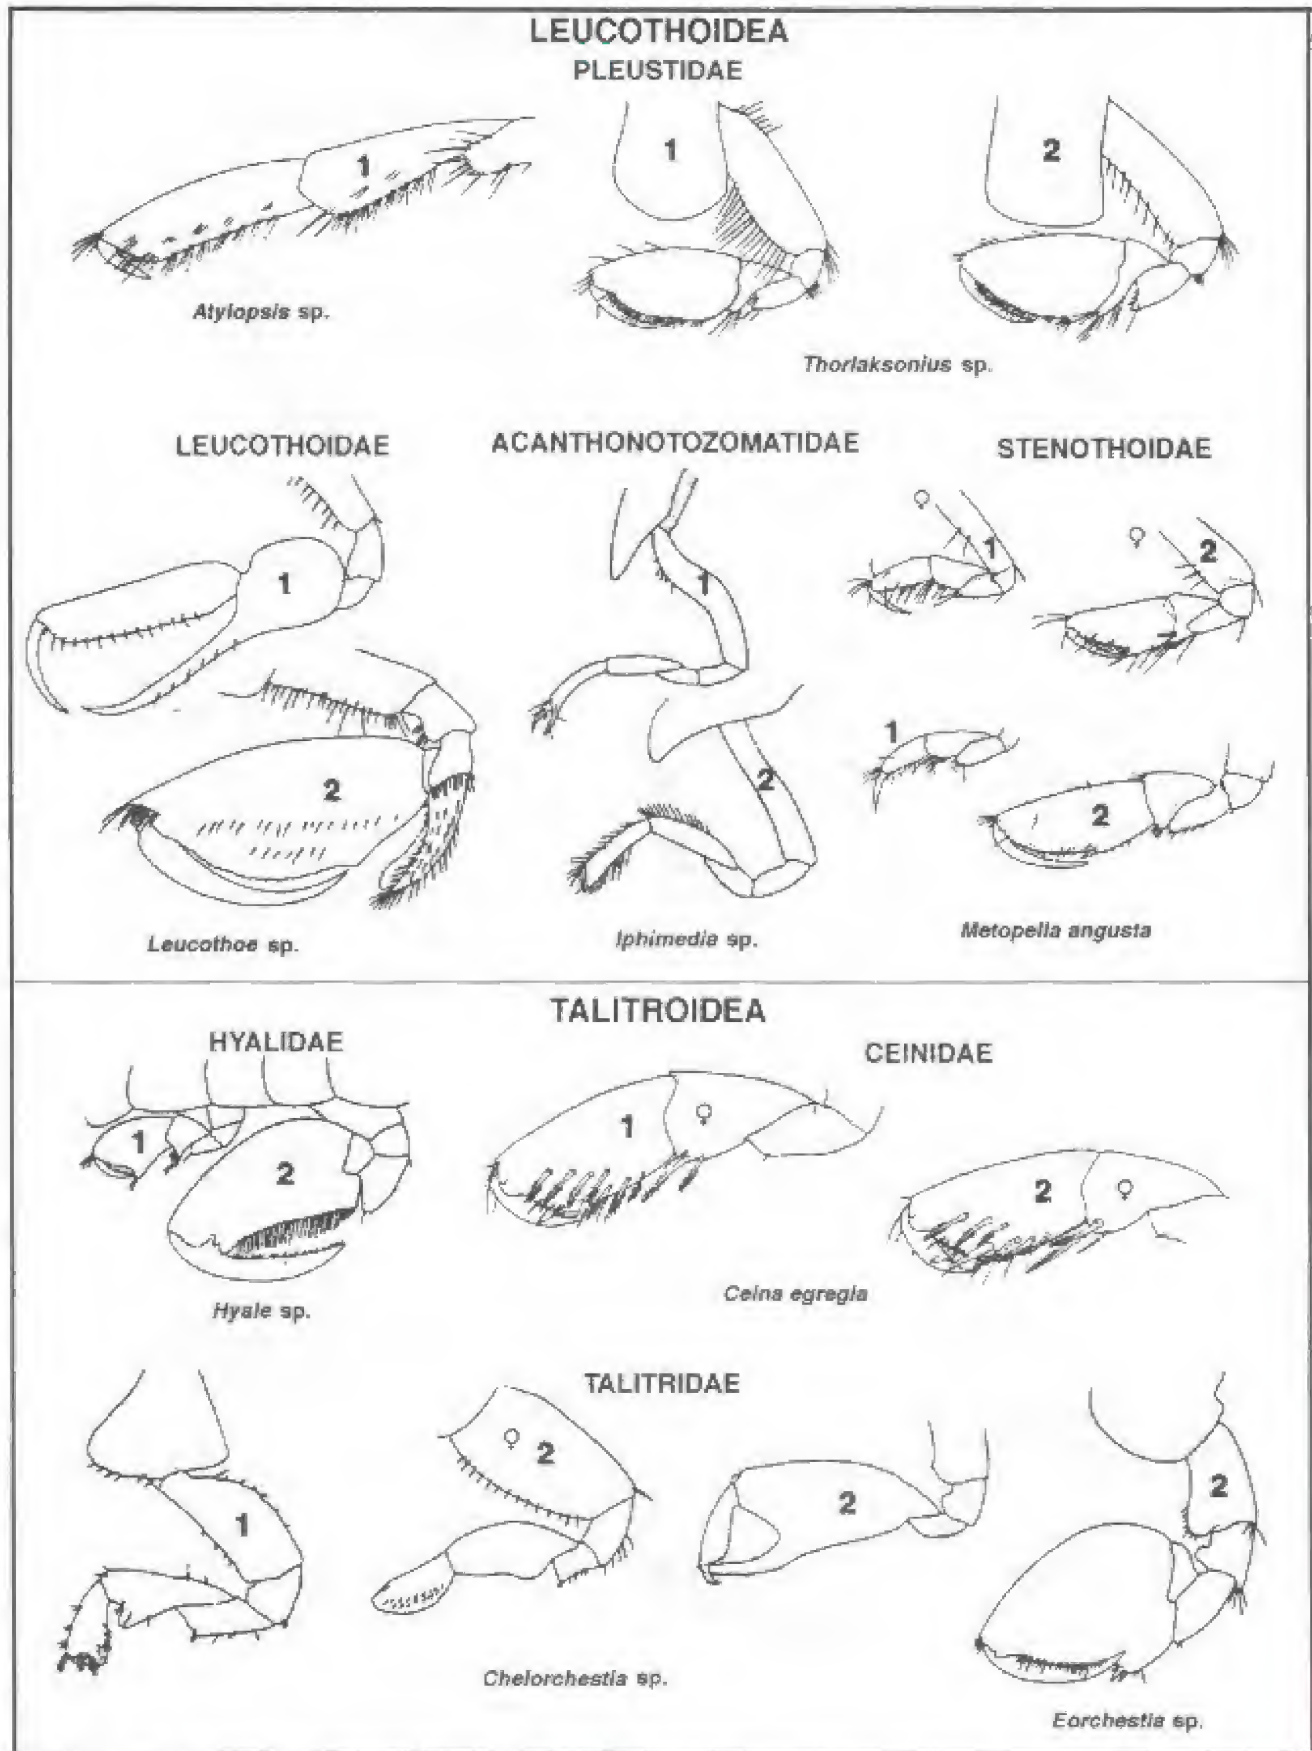 LEUCOTHOIDEA
PLEUSTIDAE
1
1
2
Atylopsis sp.
Thorlaksonius sp.
LEUCOTHOIDAE
ACANTHONOTOZOMATIDAE
STENOTHOIDAE
♀
♀
1
2
1
1
1
2
2
2
Leucothoe sp.
Iphimedia sp.
Metopella angusta
TALITROIDEA
HYALIDAE
CEINIDAE
1
2
1 ♀
2 ♀
Hyale sp.
Ceina egregia
TALITRIDAE
1
♀ 2
2
2
Chelorchestia sp.
Eorchestia sp.